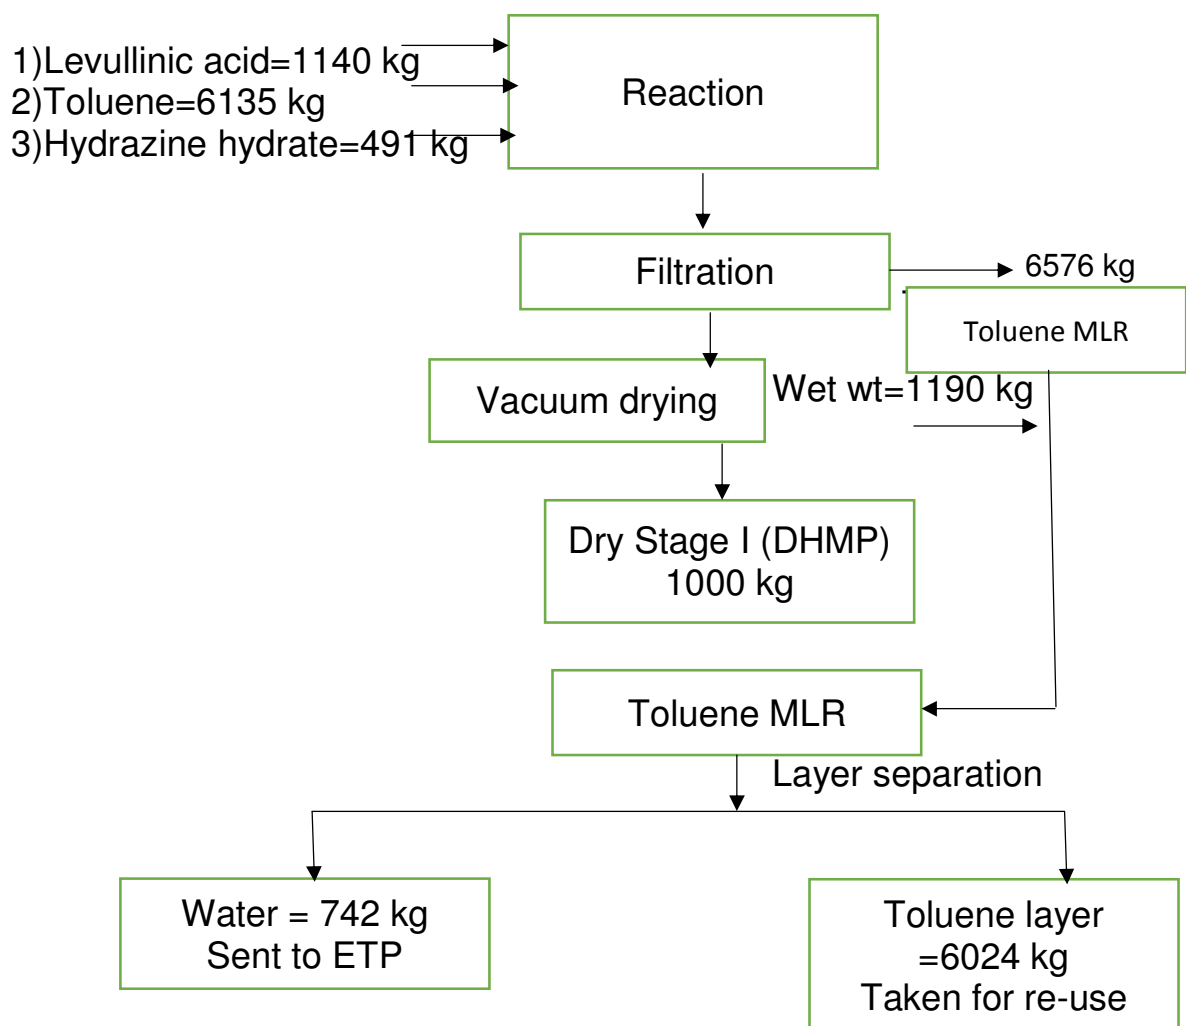 1)Levullinic acid=1140 kg
2)Toluene=6135 kg
3)Hydrazine hydrate=491 kg
Reaction
Filtration
6576 kg
Toluene MLR
Vacuum drying
Wet wt=1190 kg
Dry Stage I (DHMP)
1000 kg
Toluene MLR
Layer separation
Water = 742 kg
Sent to ETP
Toluene layer
=6024 kg
Taken for re-use